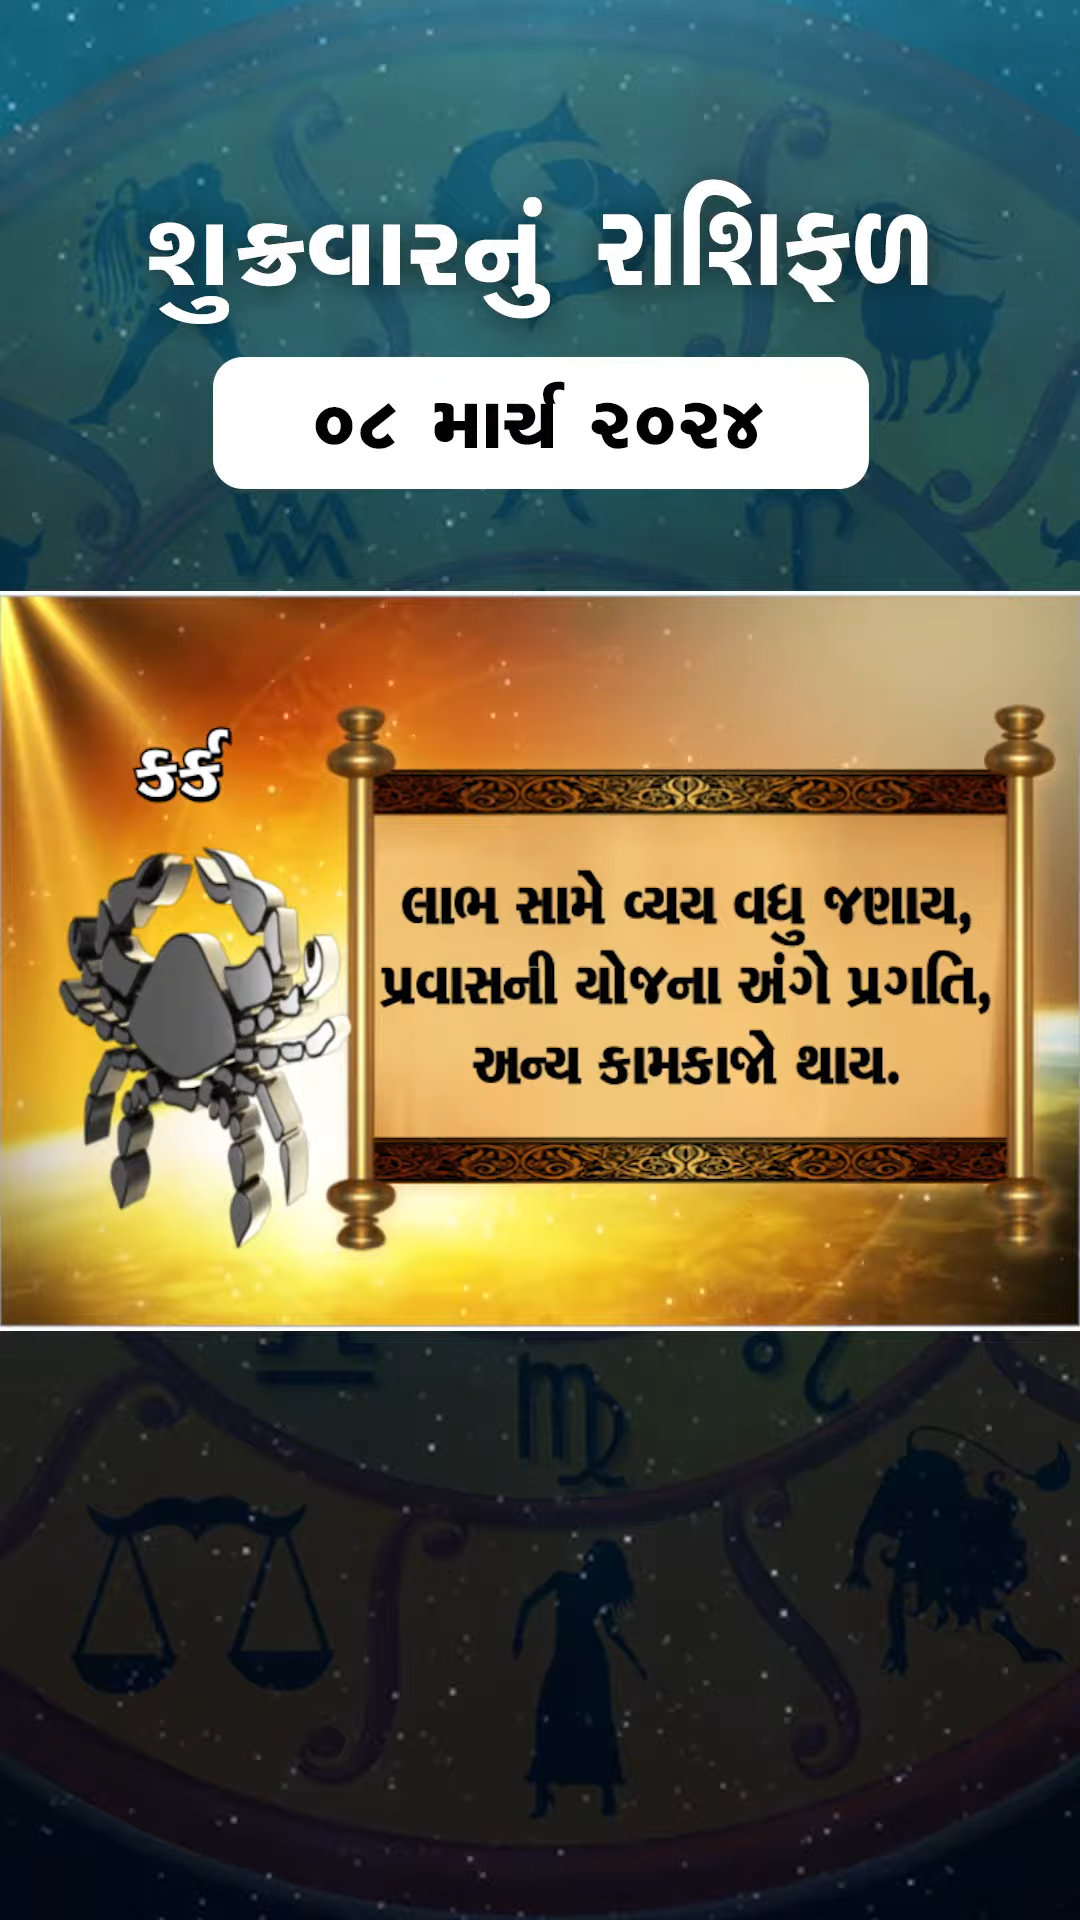 શુક્રવારનું રાશિફળ
૦૮ માર્ચ ૨૦૨૪
કર્ક
લાભ સામે વ્યય વધુ જણાય,
પ્રવાસની યોજના અંગે પ્રગતિ,
અન્ય કામકાજો થાય.